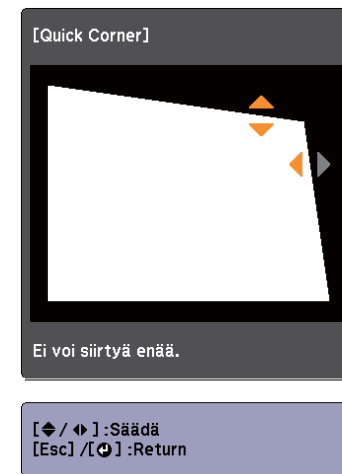 [Quick Corner]
Ei voi siirtyä enää.
[◆/◆] :Säädä
[Esc] /[↵] :Return